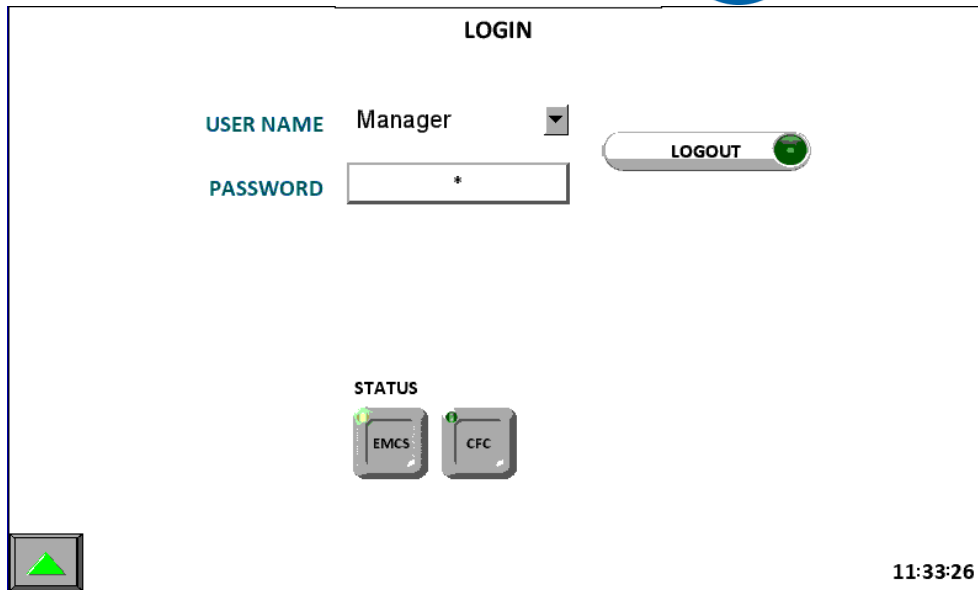 LOGIN
USER NAME Manager
LOGOUT
PASSWORD *
STATUS
EMCS CFC
11:33:26